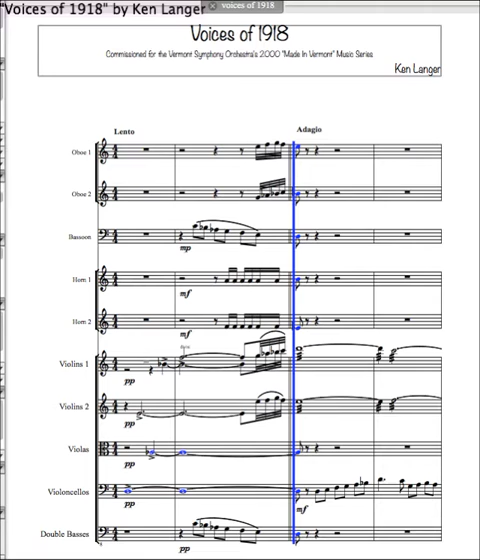 Voices of 1918" by Ken Langer
× voices of 1918
Voices of 1918
Commissioned for the Vermont Symphony Orchestra's 2000 "Made In Vermont" Music Series
Ken Langer
Lento
Adagio
Oboe 1
Oboe 2
Bassoon
mp
Horn 1
mf
Horn 2
mf
Violins 1
pp
Violins 2
pp
Violas
pp
Violoncellos
pp
mf
Double Basses
pp